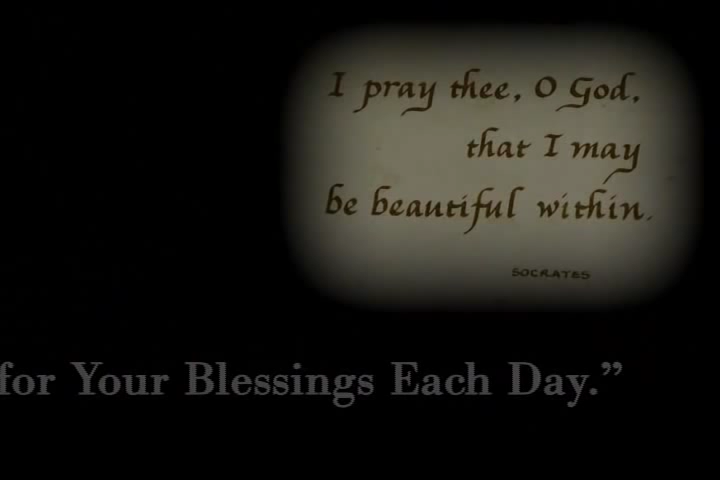 I pray thee, O God,
that I may
be beautiful within.
SOCRATES
for Your Blessings Each Day.”